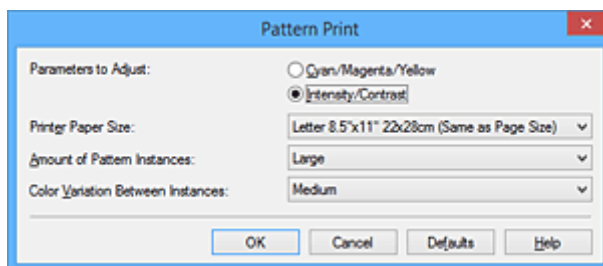 Pattern Print
Parameters to Adjust:
Cyan/Magenta/Yellow
Intensity/Contrast
Printer Paper Size:
Letter 8.5"x11" 22x28cm (Same as Page Size)
Amount of Pattern Instances:
Large
Color Variation Between Instances:
Medium
OK Cancel Defaults Help